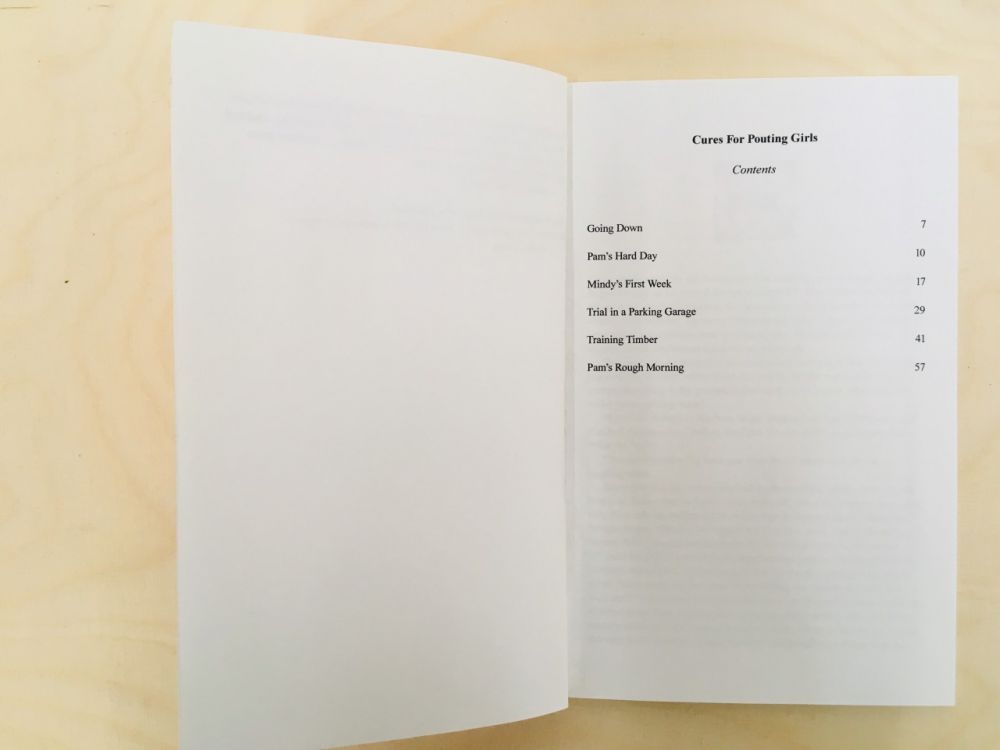 Cures For Pouting Girls
Contents
Going Down 7
Pam's Hard Day 10
Mindy's First Week 17
Trial in a Parking Garage 29
Training Timber 41
Pam's Rough Morning 57